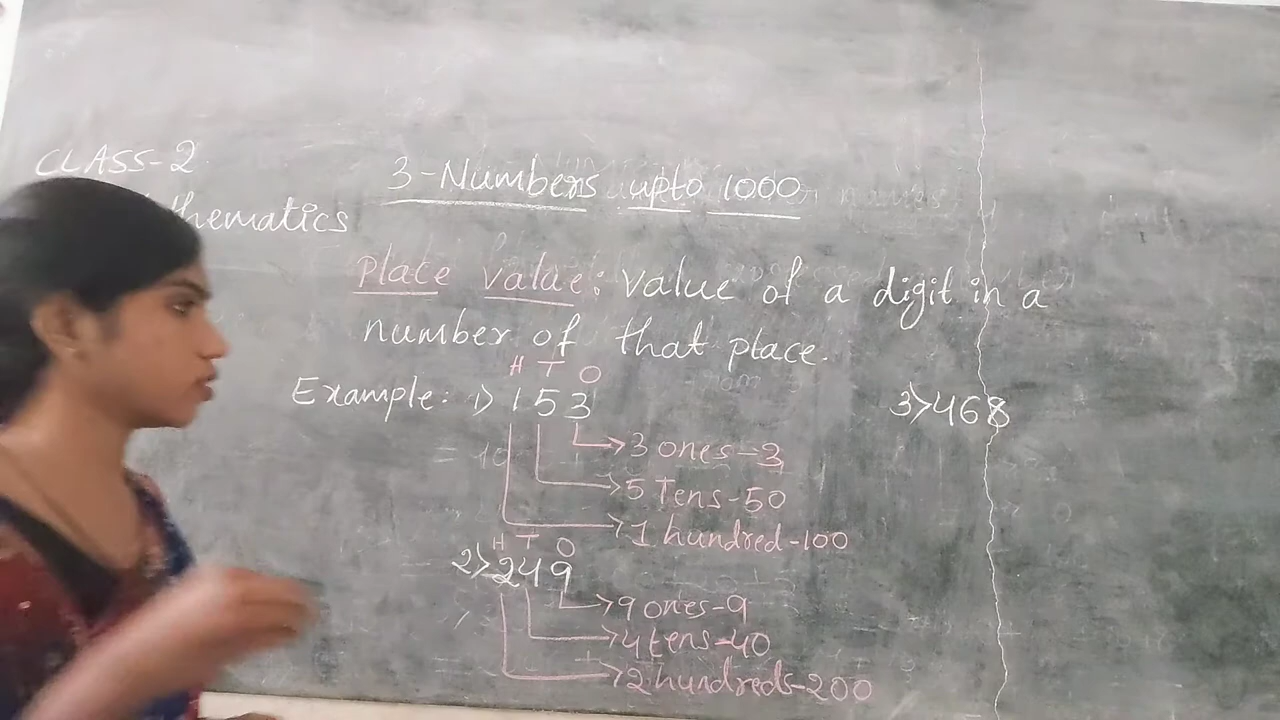 CLASS-2
3-Numbers upto 1000
thematics
Place value: value of a digit in a
number of that place.
H T O
Example: 1> 153
3 ones-3
5 Tens-50
1 hundred-100
H T O
2> 249
9 ones-9
4 tens-40
2 hundreds-200
3> 468